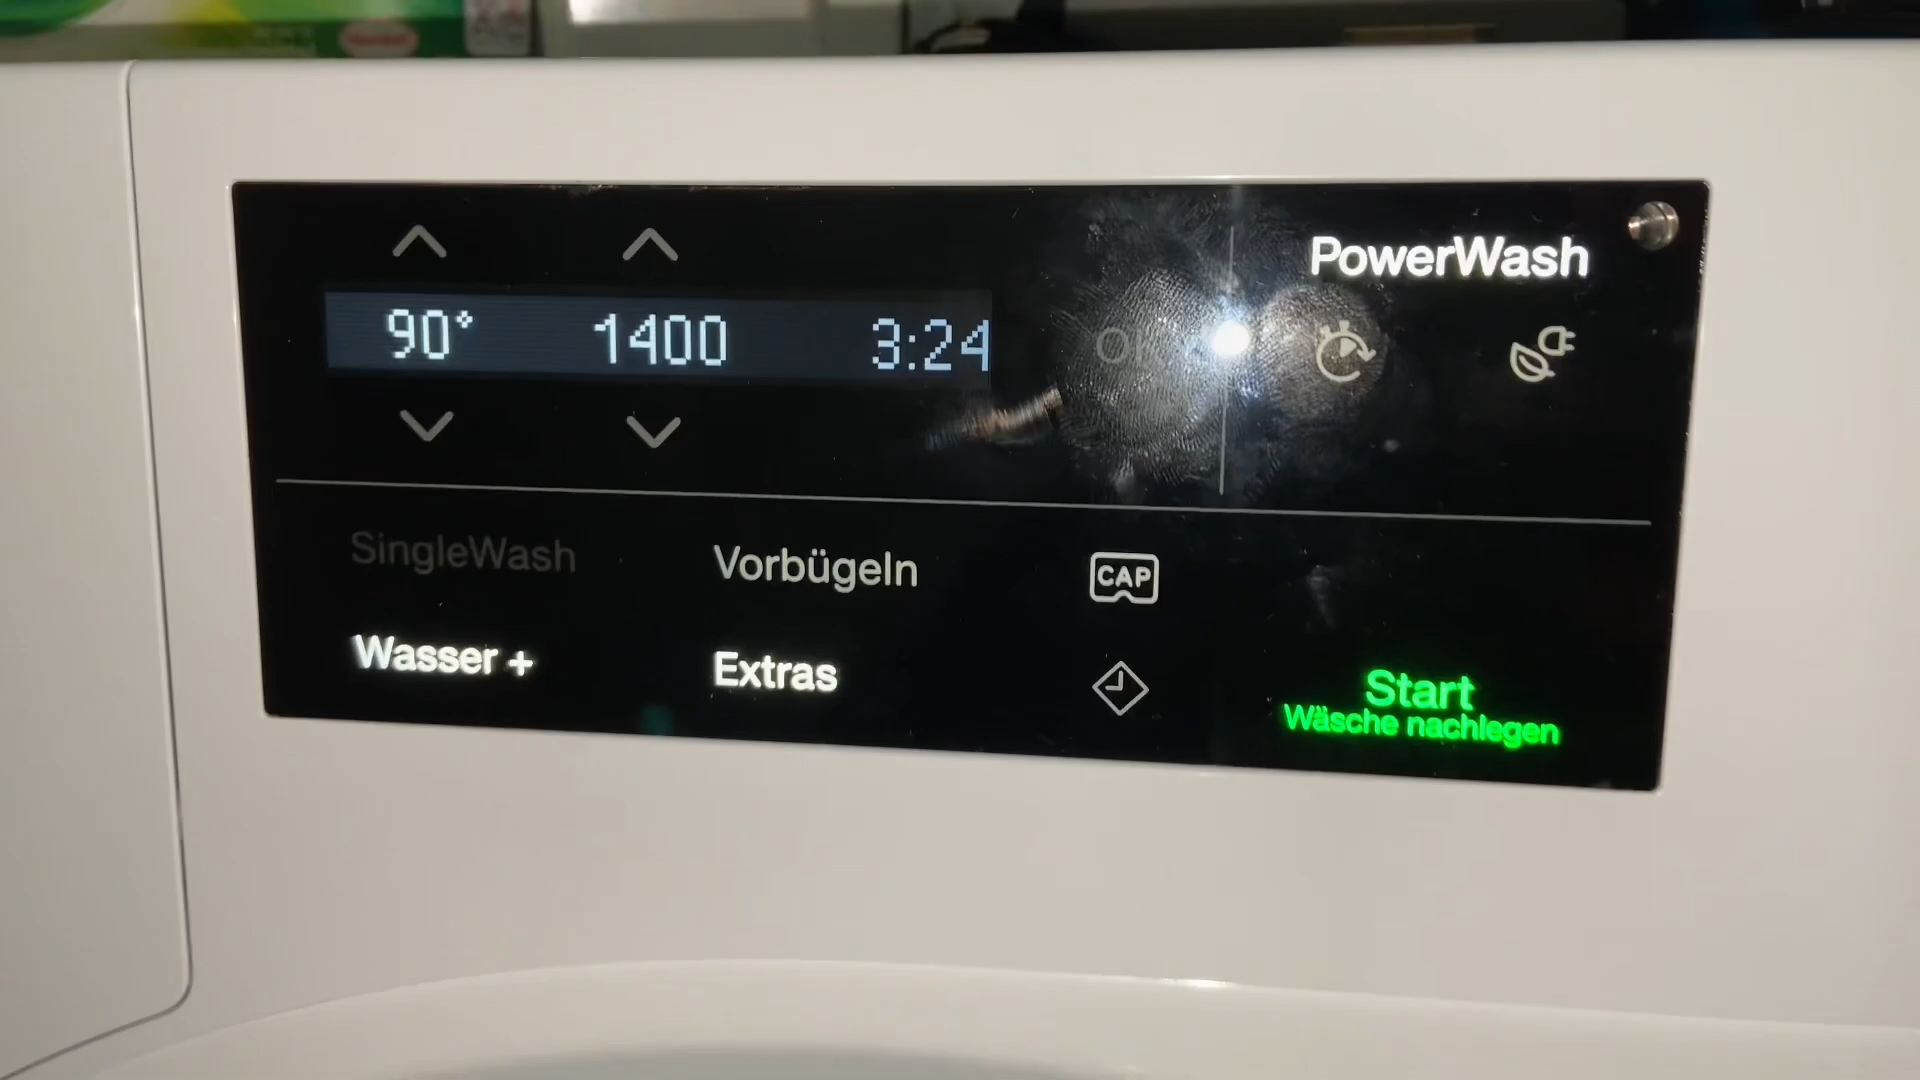 PowerWash
90° 1400 3:24 OK
SingleWash Vorbügeln CAP
Wasser + Extras
Start
Wäsche nachlegen